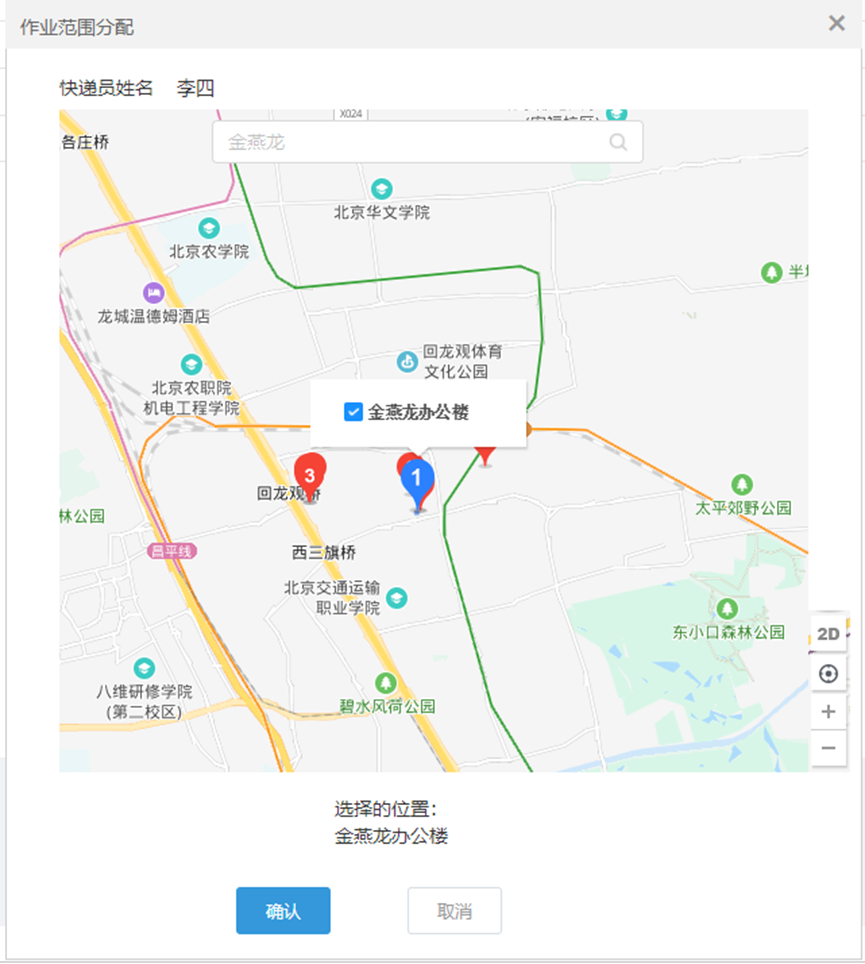 作业范围分配
快递员姓名 李四
X024
各庄桥
金燕龙
北京华文学院
北京农学院
龙城温德姆酒店
回龙观体育
文化公园
北京农职院
机电工程学院
金燕龙办公楼
3
1
回龙观桥
林公园
太平郊野公园
昌平线
西三旗桥
北京交通运输
职业学院
东小口森林公园
2D
八维研修学院
(第二校区)
碧水风荷公园
+
−
选择的位置：
金燕龙办公楼
确认
取消